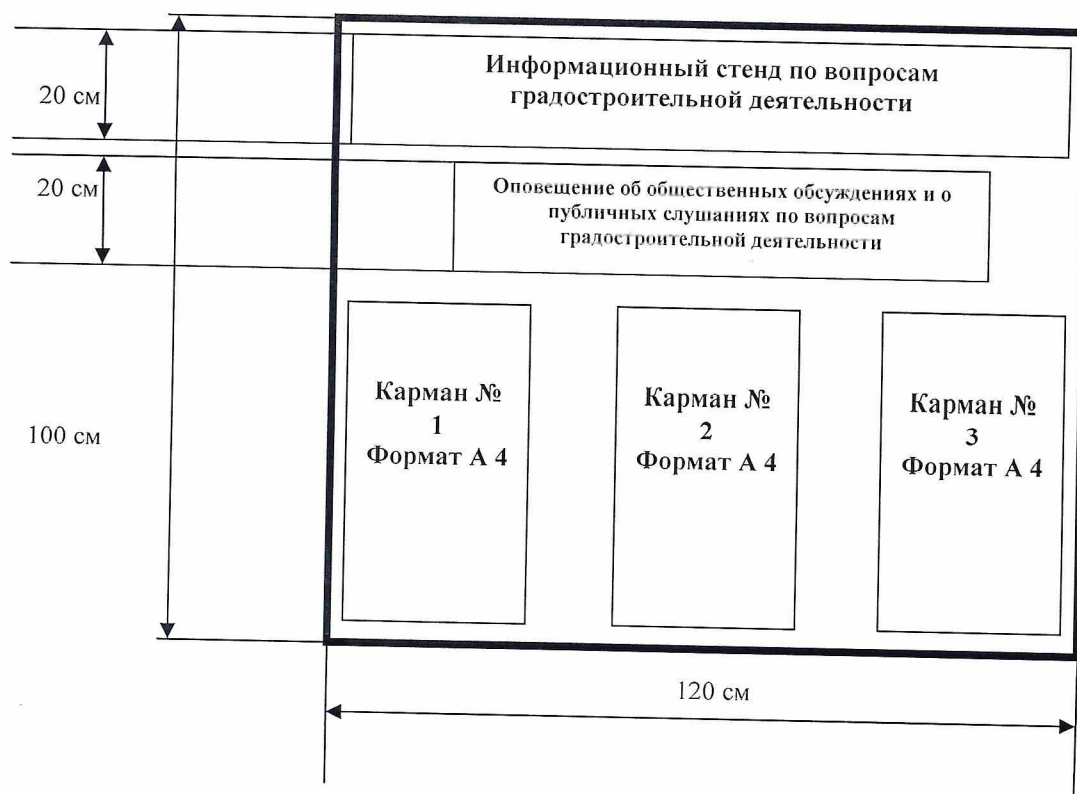 Информационный стенд по вопросам
градостроительной деятельности
20 см
Оповещение об общественных обсуждениях и о
публичных слушаниях по вопросам
градостроительной деятельности
20 см
Карман №
1
Формат А 4
Карман №
2
Формат А 4
Карман №
3
Формат А 4
100 см
120 см